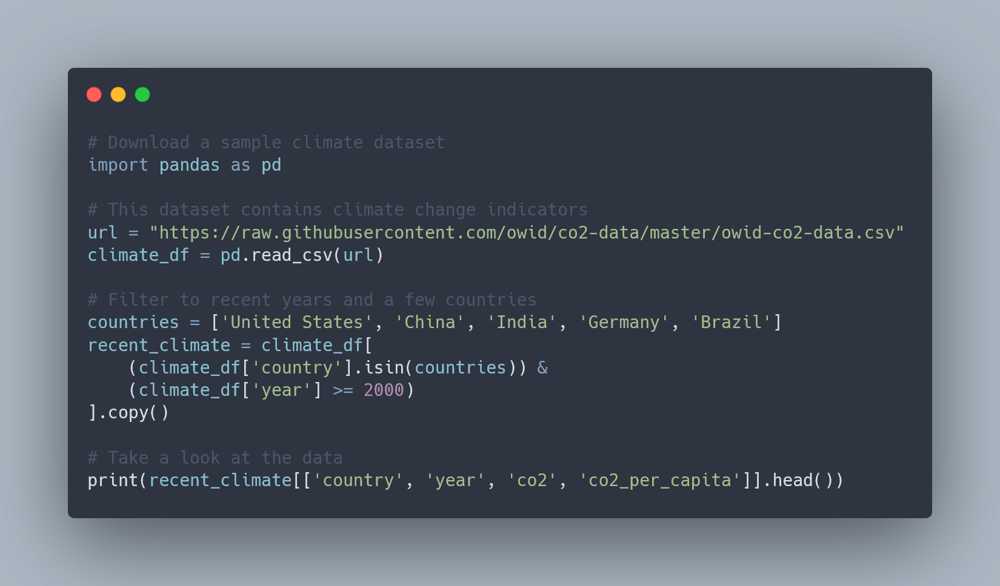 # Download a sample climate dataset
import pandas as pd
# This dataset contains climate change indicators
url = "https://raw.githubusercontent.com/owid/co2-data/master/owid-co2-data.csv"
climate_df = pd.read_csv(url)
# Filter to recent years and a few countries
countries = ['United States', 'China', 'India', 'Germany', 'Brazil']
recent_climate = climate_df[
    (climate_df['country'].isin(countries)) &
    (climate_df['year'] >= 2000)
].copy()
# Take a look at the data
print(recent_climate[['country', 'year', 'co2', 'co2_per_capita']].head())